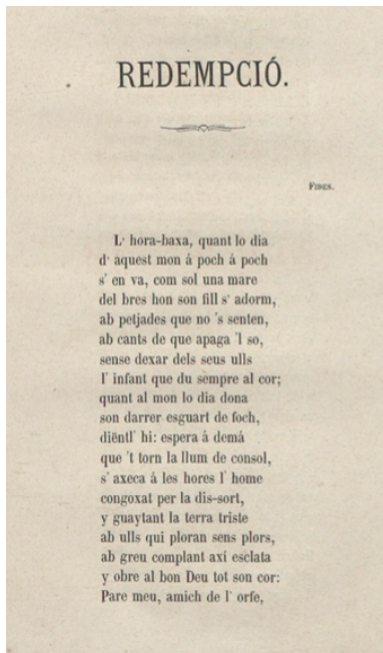 REDEMPCIÓ.
Fides.
L' hora-baxa, quant lo dia
d' aquest mon á poch á poch
s' en va, com sol una mare
del bres hon son fill s' adorm,
ab petjades que no 's senten,
ab cants de que apaga 'l so,
sense dexar dels seus ulls
l' infant que du sempre al cor;
quant al mon lo dia dona
son darrer esguart de foch,
diëntl' hi: espera á demá
que 't torn la llum de consol,
s' axeca á les hores l' home
congoxat per la dis-sort,
y guaytant la terra triste
ab ulls qui ploran sens plors,
ab greu complant axí esclata
y obre al bon Deu tot son cor:
Pare meu, amich de l' orfe,